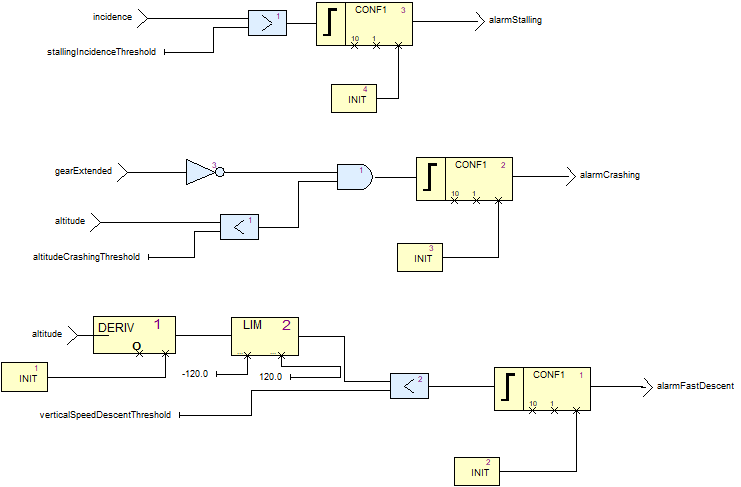 incidence > 1 CONF1 3 alarmStalling
stallingIncidenceThreshold
10 1
4
INIT
gearExtended 3 1 CONF1 2 alarmCrashing
10 1
altitude < 1
altitudeCrashingThreshold
3
INIT
altitude DERIV 1 LIM 2
O
1
INIT
-120.0 120.0
< 2 CONF1 1 alarmFastDescent
verticalSpeedDescentThreshold
10 1
2
INIT